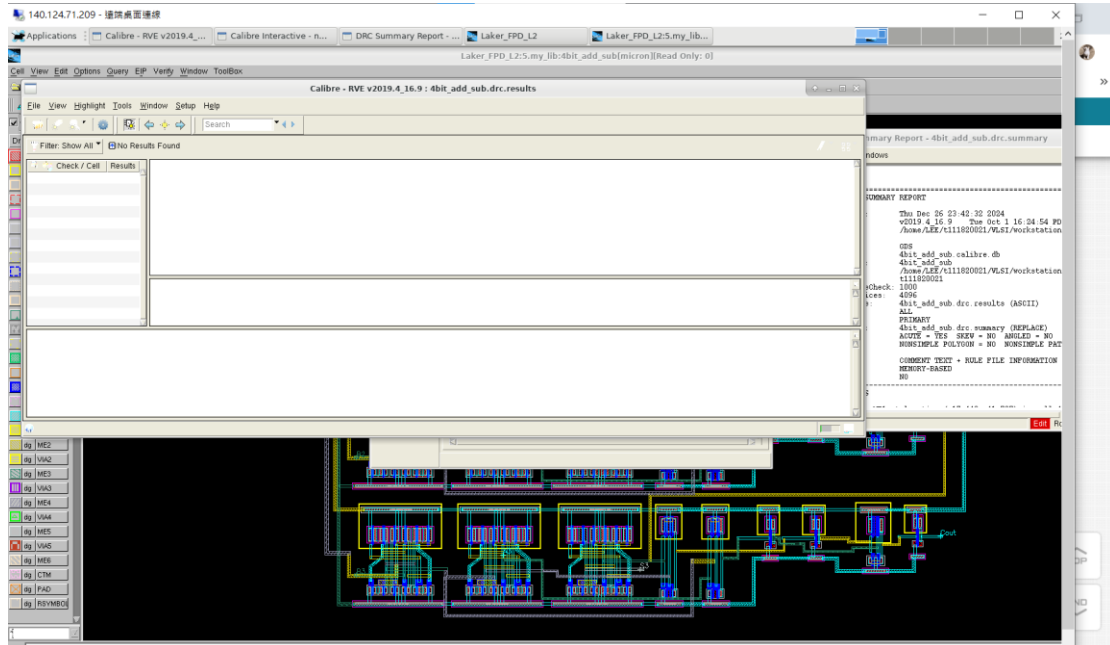 140.124.71.209 - 遠端桌面連線
Applications
Calibre - RVE v2019.4_...
Calibre Interactive - n...
DRC Summary Report - ...
Laker_FPD_L2
Laker_FPD_L2:5.my_lib...
Laker_FPD_L2:5.my_lib:4bit_add_sub[micron][Read Only: 0]
Cell View Edit Options Query EIP Verify Window ToolBox
Calibre - RVE v2019.4_16.9 : 4bit_add_sub.drc.results
File View Highlight Tools Window Setup Help
Search
Filter: Show All
No Results Found
Check / Cell
Results
mmary Report - 4bit_add_sub.drc.summary
ndows
SUMMARY REPORT
Thu Dec 26 23:42:32 2024
v2019.4_16.9 Tue Oct 1 16:24:54 PD
/home/LEE/t111820021/VLSI/workstation
GDS
4bit_add_sub.calibre.db
4bit_add_sub
/home/LEE/t111820021/VLSI/workstation
t111820021
eCheck: 1000
ices: 4096
4bit_add_sub.drc.results (ASCII)
ALL
PRIMARY
4bit_add_sub.drc.summary (REPLACE)
ACUTE = YES SKEW = NO ANGLED = NO
NONSIMPLE POLYGON = NO NONSIMPLE PAT
COMMENT TEXT + RULE FILE INFORMATION
MEMORY-BASED
NO
Edit
dg ME2
dg VIA2
dg ME3
dg VIA3
dg ME4
dg VIA4
dg ME5
dg VIA5
dg ME6
dg CTM
dg PAD
dg RSYMBOL
Cout